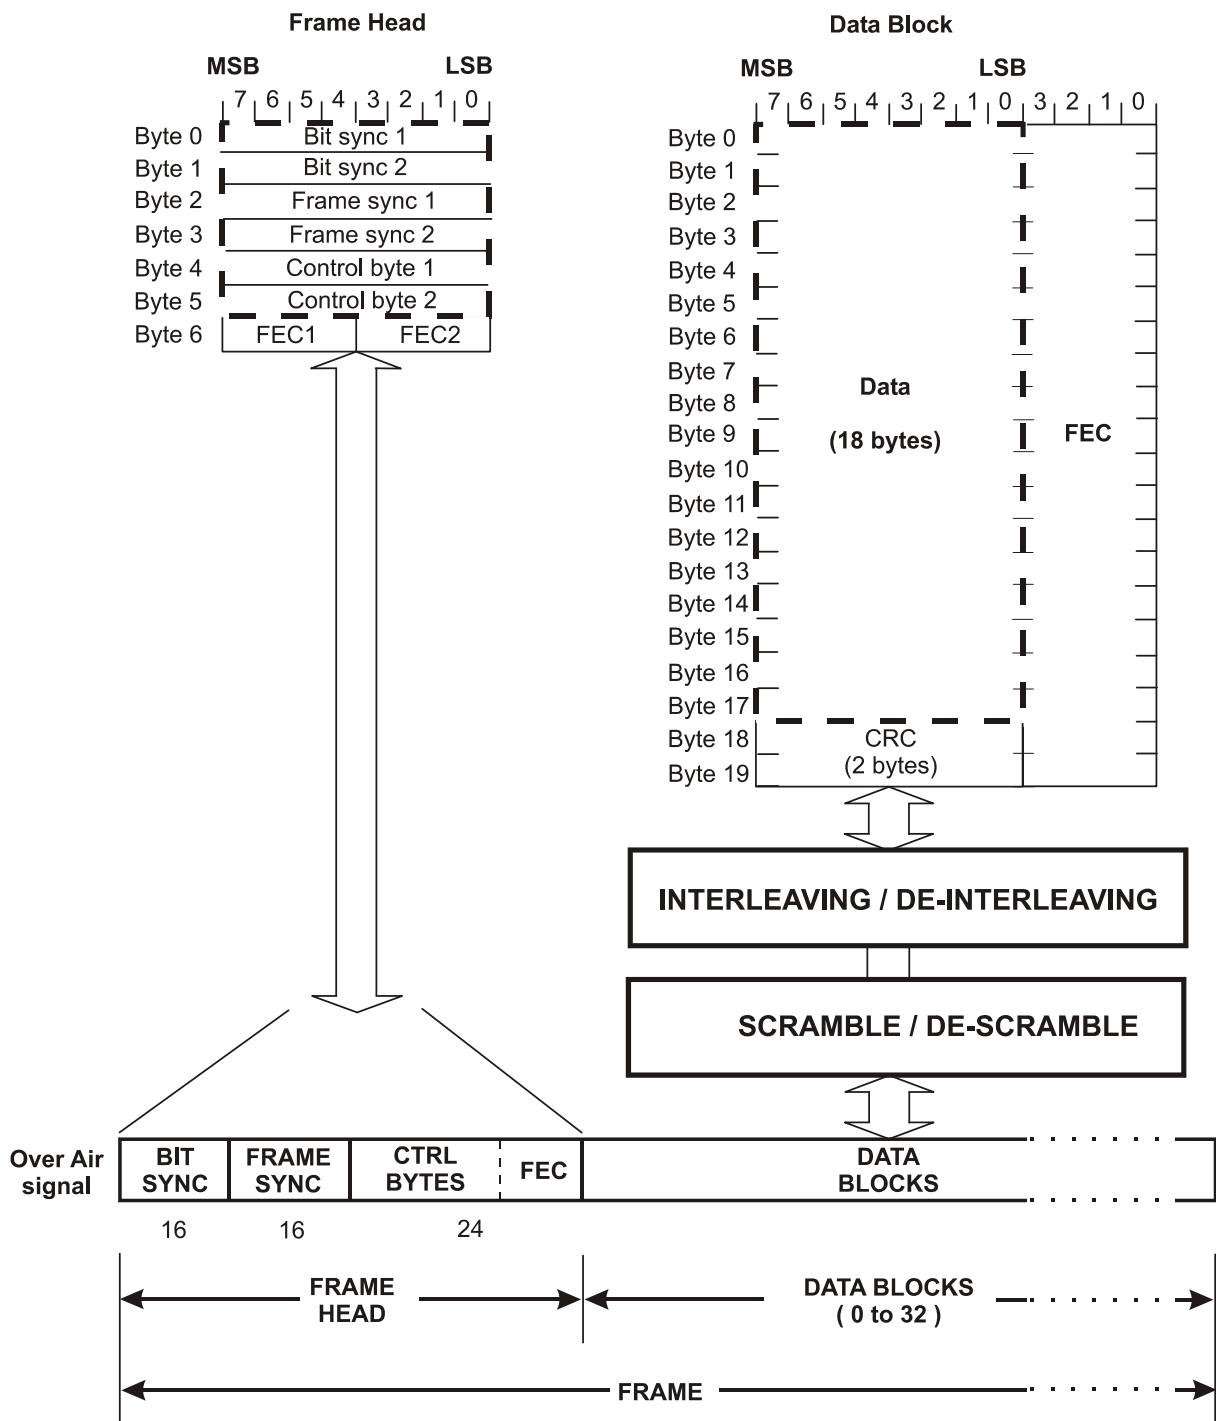 Frame Head
MSB LSB
7 6 5 4 3 2 1 0
Byte 0 Bit sync 1
Byte 1 Bit sync 2
Byte 2 Frame sync 1
Byte 3 Frame sync 2
Byte 4 Control byte 1
Byte 5 Control byte 2
Byte 6 FEC1 FEC2
Data Block
MSB LSB
7 6 5 4 3 2 1 0 3 2 1 0
Byte 0
Byte 1
Byte 2
Byte 3
Byte 4
Byte 5
Byte 6
Byte 7
Byte 8
Byte 9
Byte 10
Byte 11
Byte 12
Byte 13
Byte 14
Byte 15
Byte 16
Byte 17
Byte 18
Byte 19
Data
(18 bytes)
FEC
CRC
(2 bytes)
INTERLEAVING / DE-INTERLEAVING
SCRAMBLE / DE-SCRAMBLE
Over Air
signal
BIT
SYNC
FRAME
SYNC
CTRL
BYTES
FEC
DATA
BLOCKS
16 16 24
FRAME
HEAD
DATA BLOCKS
( 0 to 32 )
FRAME